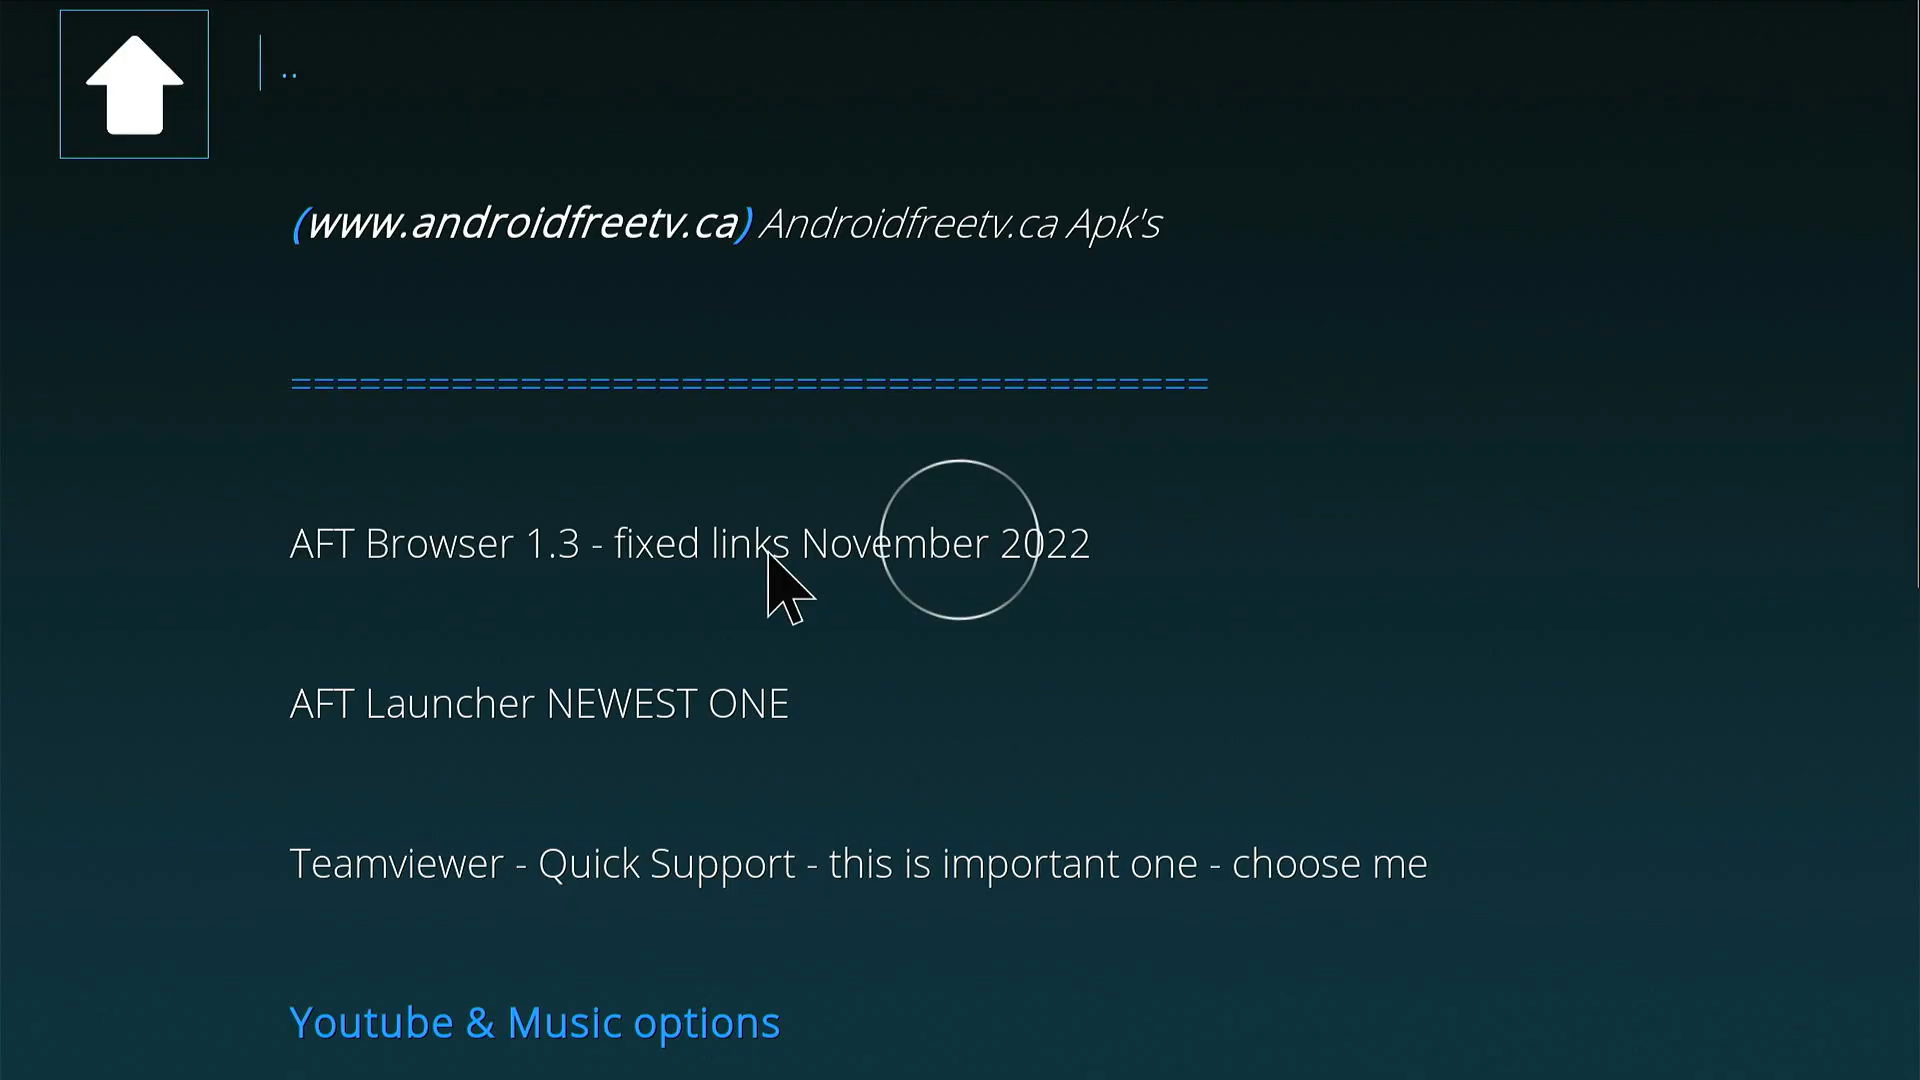 ..
(www.androidfreetv.ca) Androidfreetv.ca Apk's
========================================
AFT Browser 1.3 - fixed links November 2022
AFT Launcher NEWEST ONE
Teamviewer - Quick Support - this is important one - choose me
Youtube & Music options